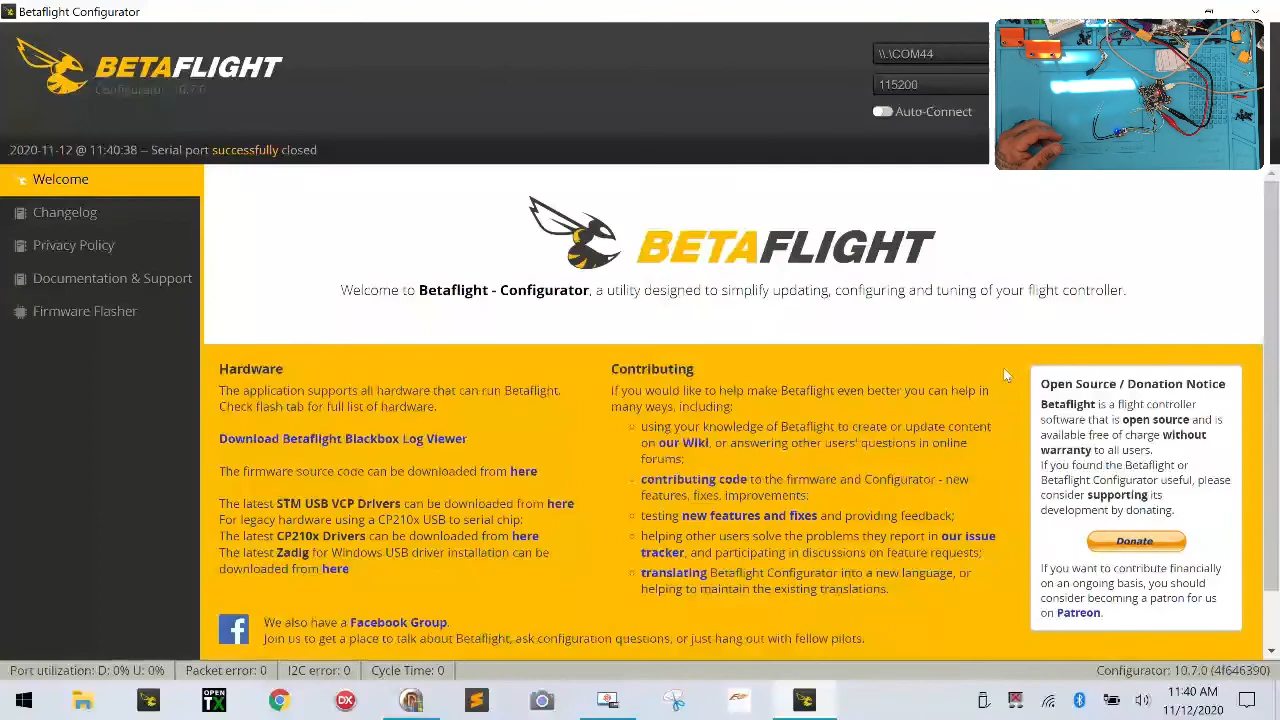 Betaflight Configurator
BETAFLIGHT
Configurator 10.7.0
\\.\COM44
115200
Auto-Connect
2020-11-12 @ 11:40:38 -- Serial port successfully closed
Welcome
Changelog
Privacy Policy
Documentation & Support
Firmware Flasher
BETAFLIGHT
Welcome to Betaflight - Configurator, a utility designed to simplify updating, configuring and tuning of your flight controller.
Hardware
The application supports all hardware that can run Betaflight.
Check flash tab for full list of hardware.
Download Betaflight Blackbox Log Viewer
The firmware source code can be downloaded from here
The latest STM USB VCP Drivers can be downloaded from here
For legacy hardware using a CP210x USB to serial chip:
The latest CP210x Drivers can be downloaded from here
The latest Zadig for Windows USB driver installation can be
downloaded from here
Contributing
If you would like to help make Betaflight even better you can help in
many ways, including:
using your knowledge of Betaflight to create or update content
on our Wiki, or answering other users' questions in online
forums;
contributing code to the firmware and Configurator - new
features, fixes, improvements;
testing new features and fixes and providing feedback;
helping other users solve the problems they report in our issue
tracker, and participating in discussions on feature requests;
translating Betaflight Configurator into a new language, or
helping to maintain the existing translations.
Open Source / Donation Notice
Betaflight is a flight controller
software that is open source and is
available free of charge without
warranty to all users.
If you found the Betaflight or
Betaflight Configurator useful, please
consider supporting its
development by donating.
Donate
If you want to contribute financially
on an ongoing basis, you should
consider becoming a patron for us
on Patreon.
We also have a Facebook Group.
Join us to get a place to talk about Betaflight, ask configuration questions, or just hang out with fellow pilots.
Port utilization: D: 0% U: 0%
Packet error: 0
I2C error: 0
Cycle Time: 0
Configurator: 10.7.0 (4f646390)
OPEN
TX
DX
11:40 AM
11/12/2020